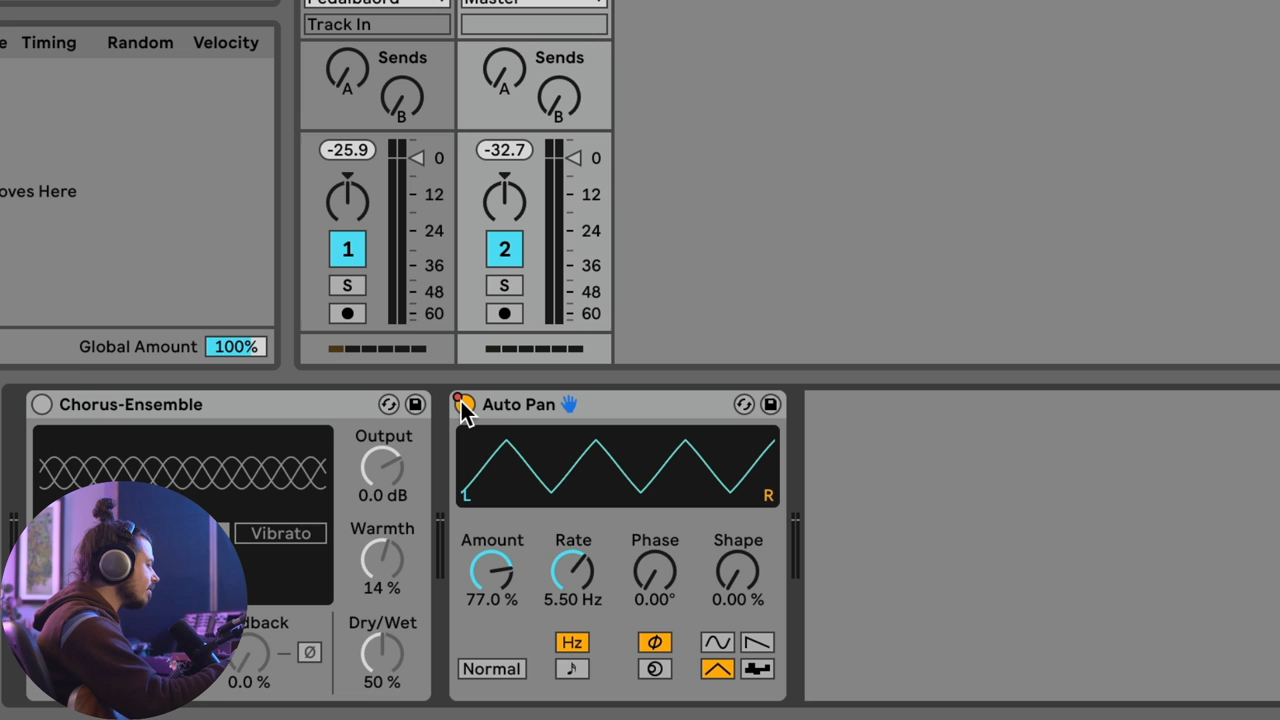 Track In
Timing Random Velocity
Sends Sends
A A
B B
-25.9 0 -32.7 0
12 12
oves Here
24 24
1 2
36 36
S S
48 48
60 60
Global Amount 100%
Chorus-Ensemble
Output
0.0 dB
Vibrato
Warmth
14 %
Dry/Wet
0.0 % 50 %
Auto Pan
L R
Amount Rate Phase Shape
77.0 % 5.50 Hz 0.00° 0.00 %
Hz
Normal